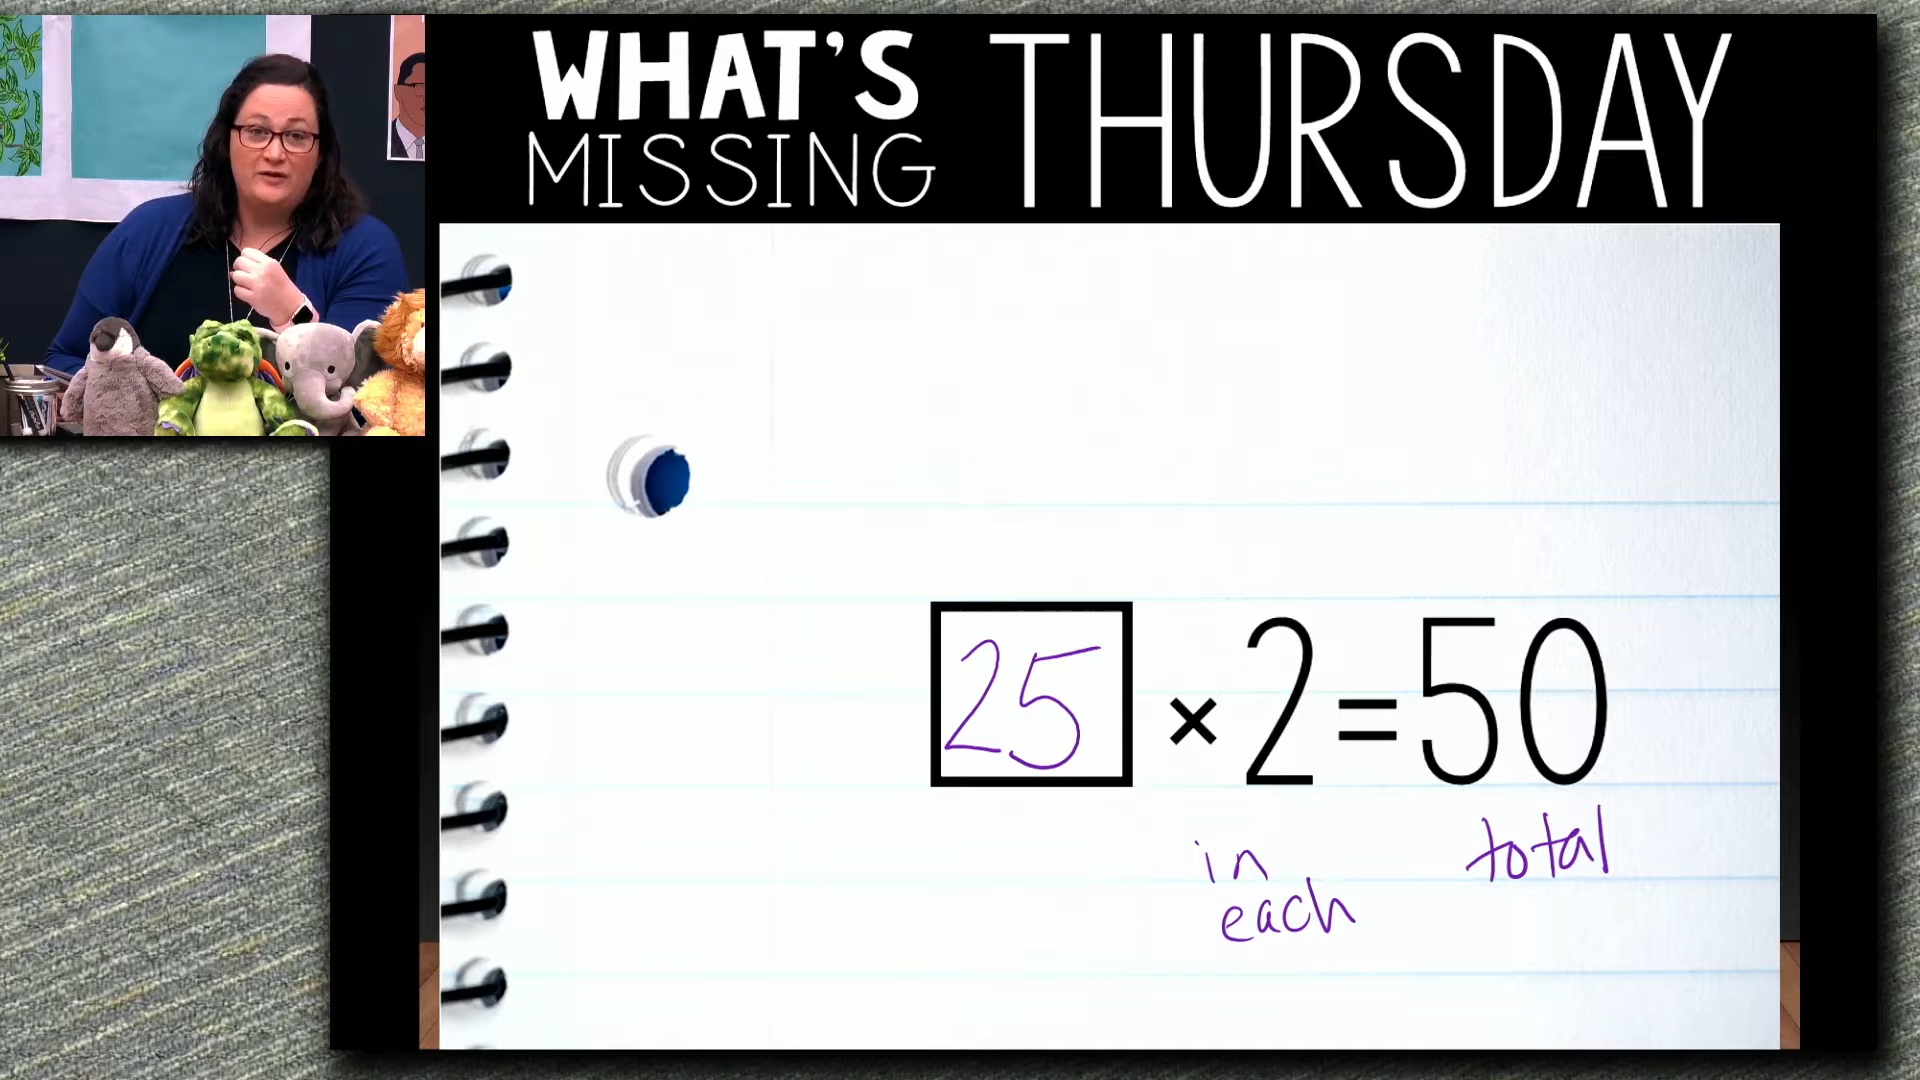 WHAT'S
MISSING
THURSDAY
25 × 2 = 50
in
each
total